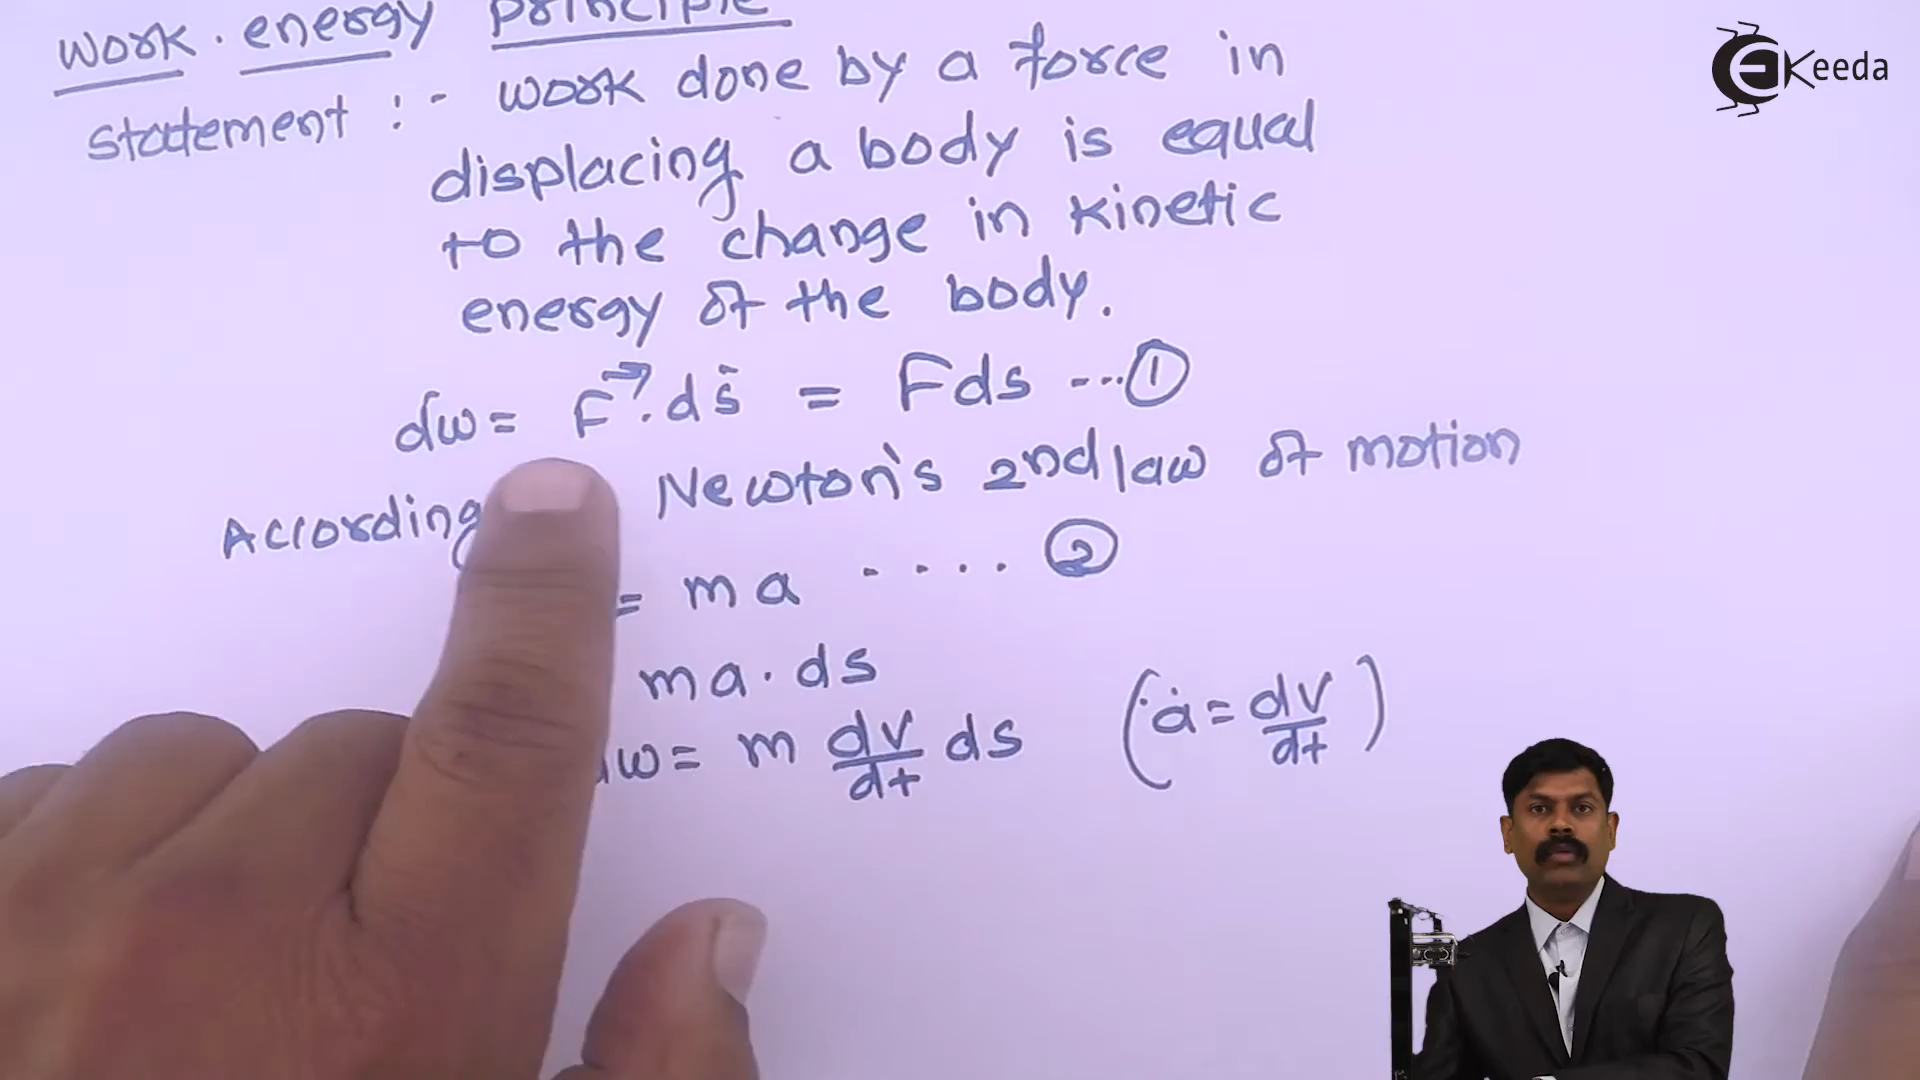 work. energy principle
EKeeda
statement :- work done by a force in
displacing a body is equal
to the change in kinetic
energy of the body.
dw = F⃗. ds̄ = Fds ---①
According Newton's 2nd law of motion
= ma ..... ②
ma. ds
w = m dv/dt ds (∵ a = dv/dt)